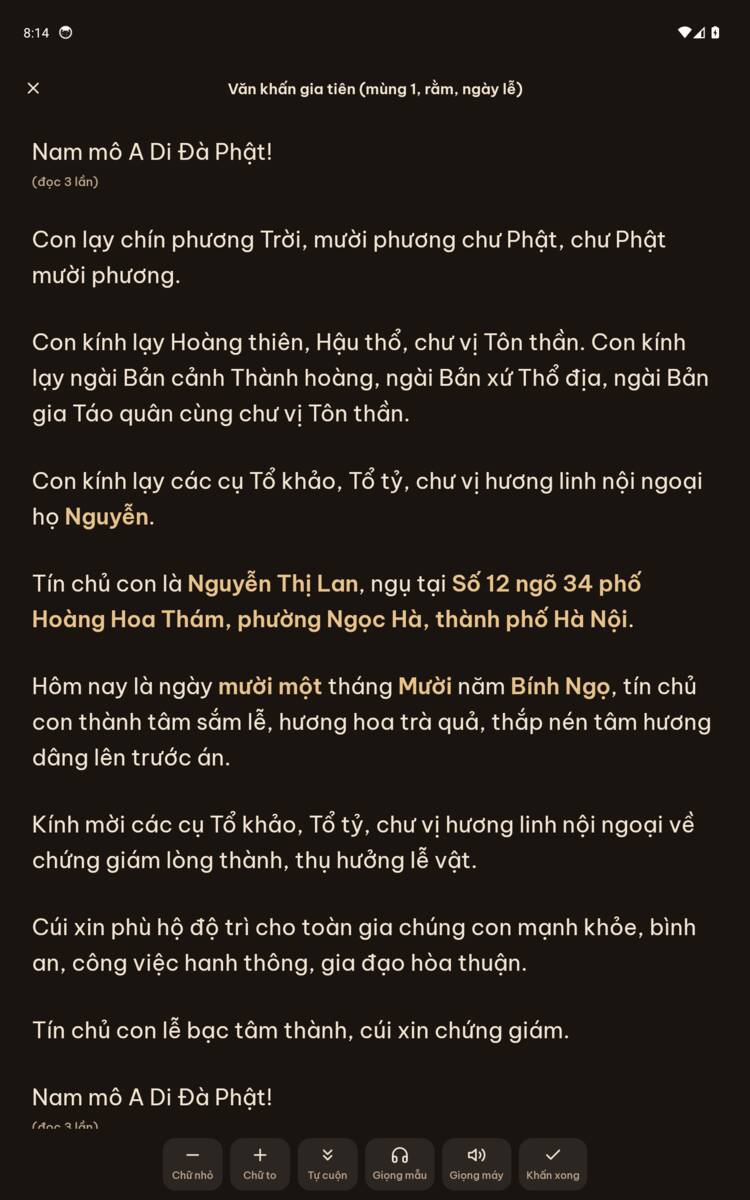 8:14
Văn khấn gia tiên (mùng 1, rằm, ngày lễ)
Nam mô A Di Đà Phật!
(đọc 3 lần)
Con lạy chín phương Trời, mười phương chư Phật, chư Phật
mười phương.
Con kính lạy Hoàng thiên, Hậu thổ, chư vị Tôn thần. Con kính
lạy ngài Bản cảnh Thành hoàng, ngài Bản xứ Thổ địa, ngài Bản
gia Táo quân cùng chư vị Tôn thần.
Con kính lạy các cụ Tổ khảo, Tổ tỷ, chư vị hương linh nội ngoại
họ Nguyễn.
Tín chủ con là Nguyễn Thị Lan, ngụ tại Số 12 ngõ 34 phố
Hoàng Hoa Thám, phường Ngọc Hà, thành phố Hà Nội.
Hôm nay là ngày mười một tháng Mười năm Bính Ngọ, tín chủ
con thành tâm sắm lễ, hương hoa trà quả, thắp nén tâm hương
dâng lên trước án.
Kính mời các cụ Tổ khảo, Tổ tỷ, chư vị hương linh nội ngoại về
chứng giám lòng thành, thụ hưởng lễ vật.
Cúi xin phù hộ độ trì cho toàn gia chúng con mạnh khỏe, bình
an, công việc hanh thông, gia đạo hòa thuận.
Tín chủ con lễ bạc tâm thành, cúi xin chứng giám.
Nam mô A Di Đà Phật!
(đọc 3 lần)
Chữ nhỏ Chữ to Tự cuộn Giọng mẫu Giọng máy Khấn xong